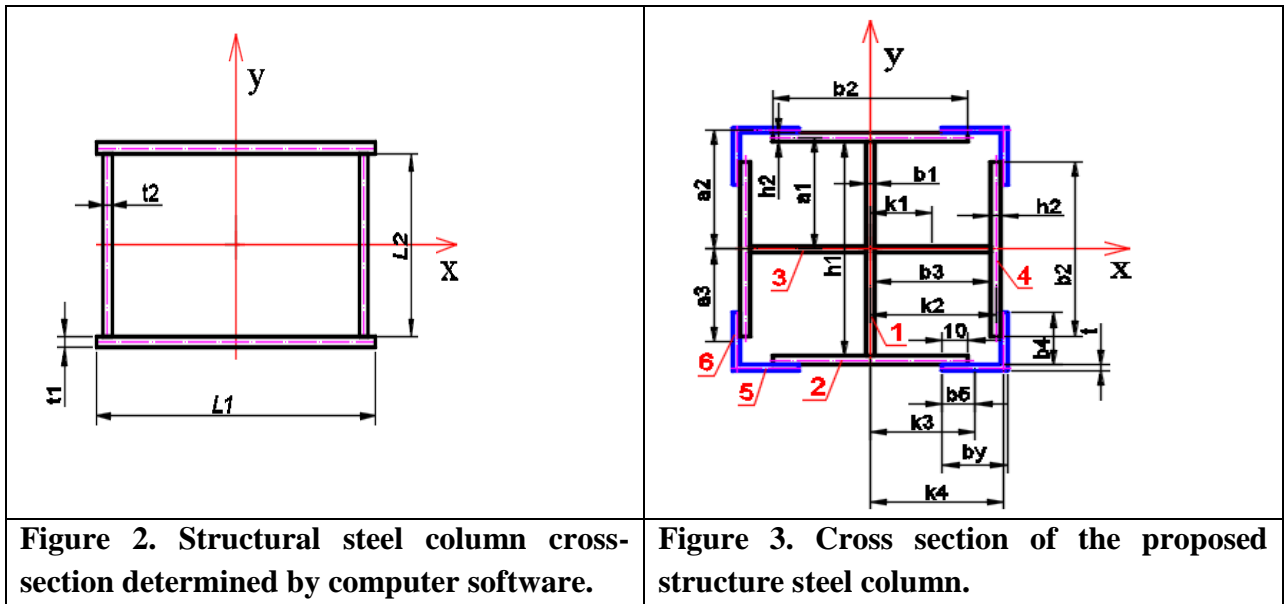 y
t2
L2
x
t1
L1
y
b2
a2
h2
a1
b1
k1
h2
h1
x
3
b3
4
b2
a3
k2
1
10
t
6
b4
5
2
b5
k3
by
k4
Figure 2. Structural steel column cross-
section determined by computer software.
Figure 3. Cross section of the proposed
structure steel column.